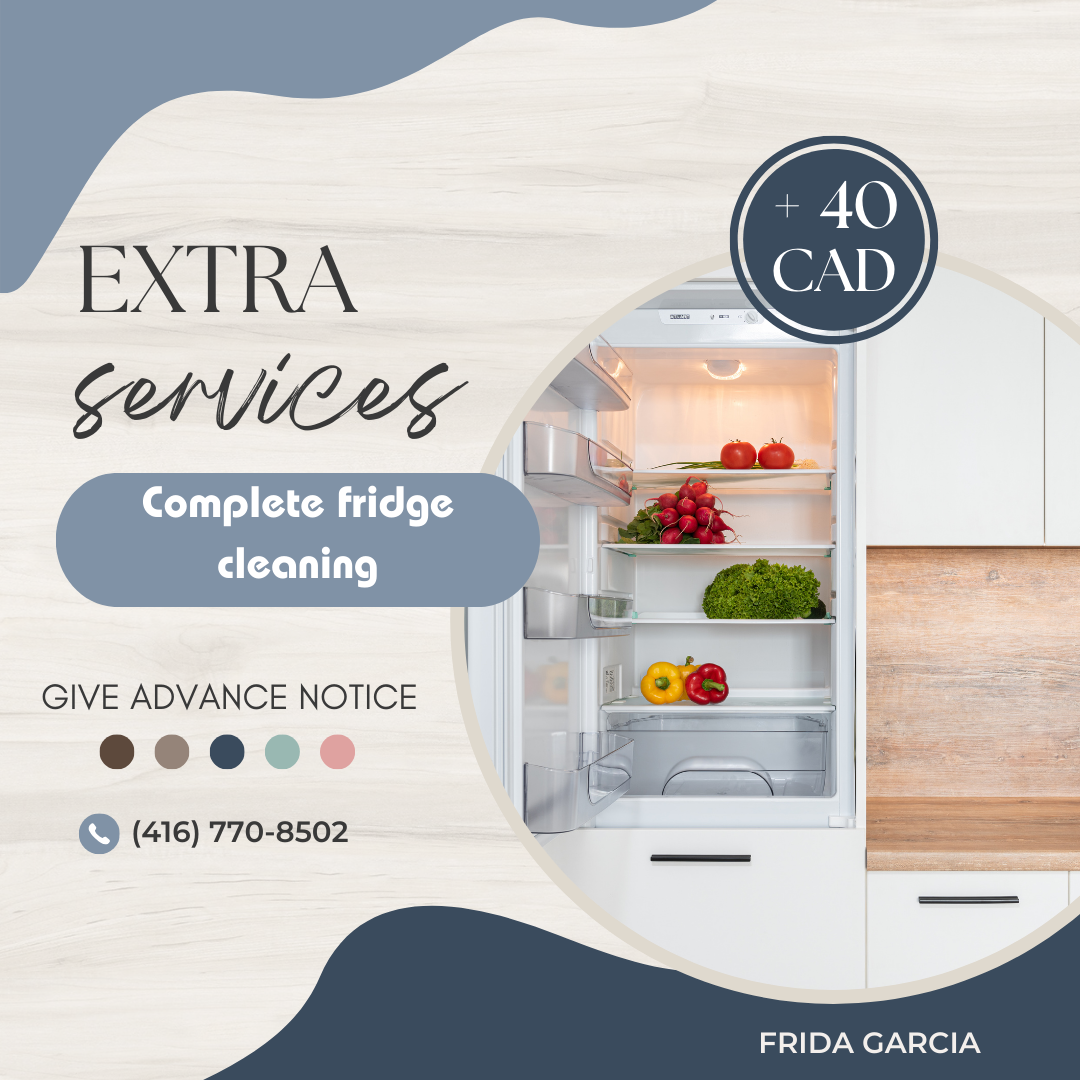 + 40
CAD
EXTRA
services
Complete fridge
cleaning
GIVE ADVANCE NOTICE
(416) 770-8502
FRIDA GARCIA